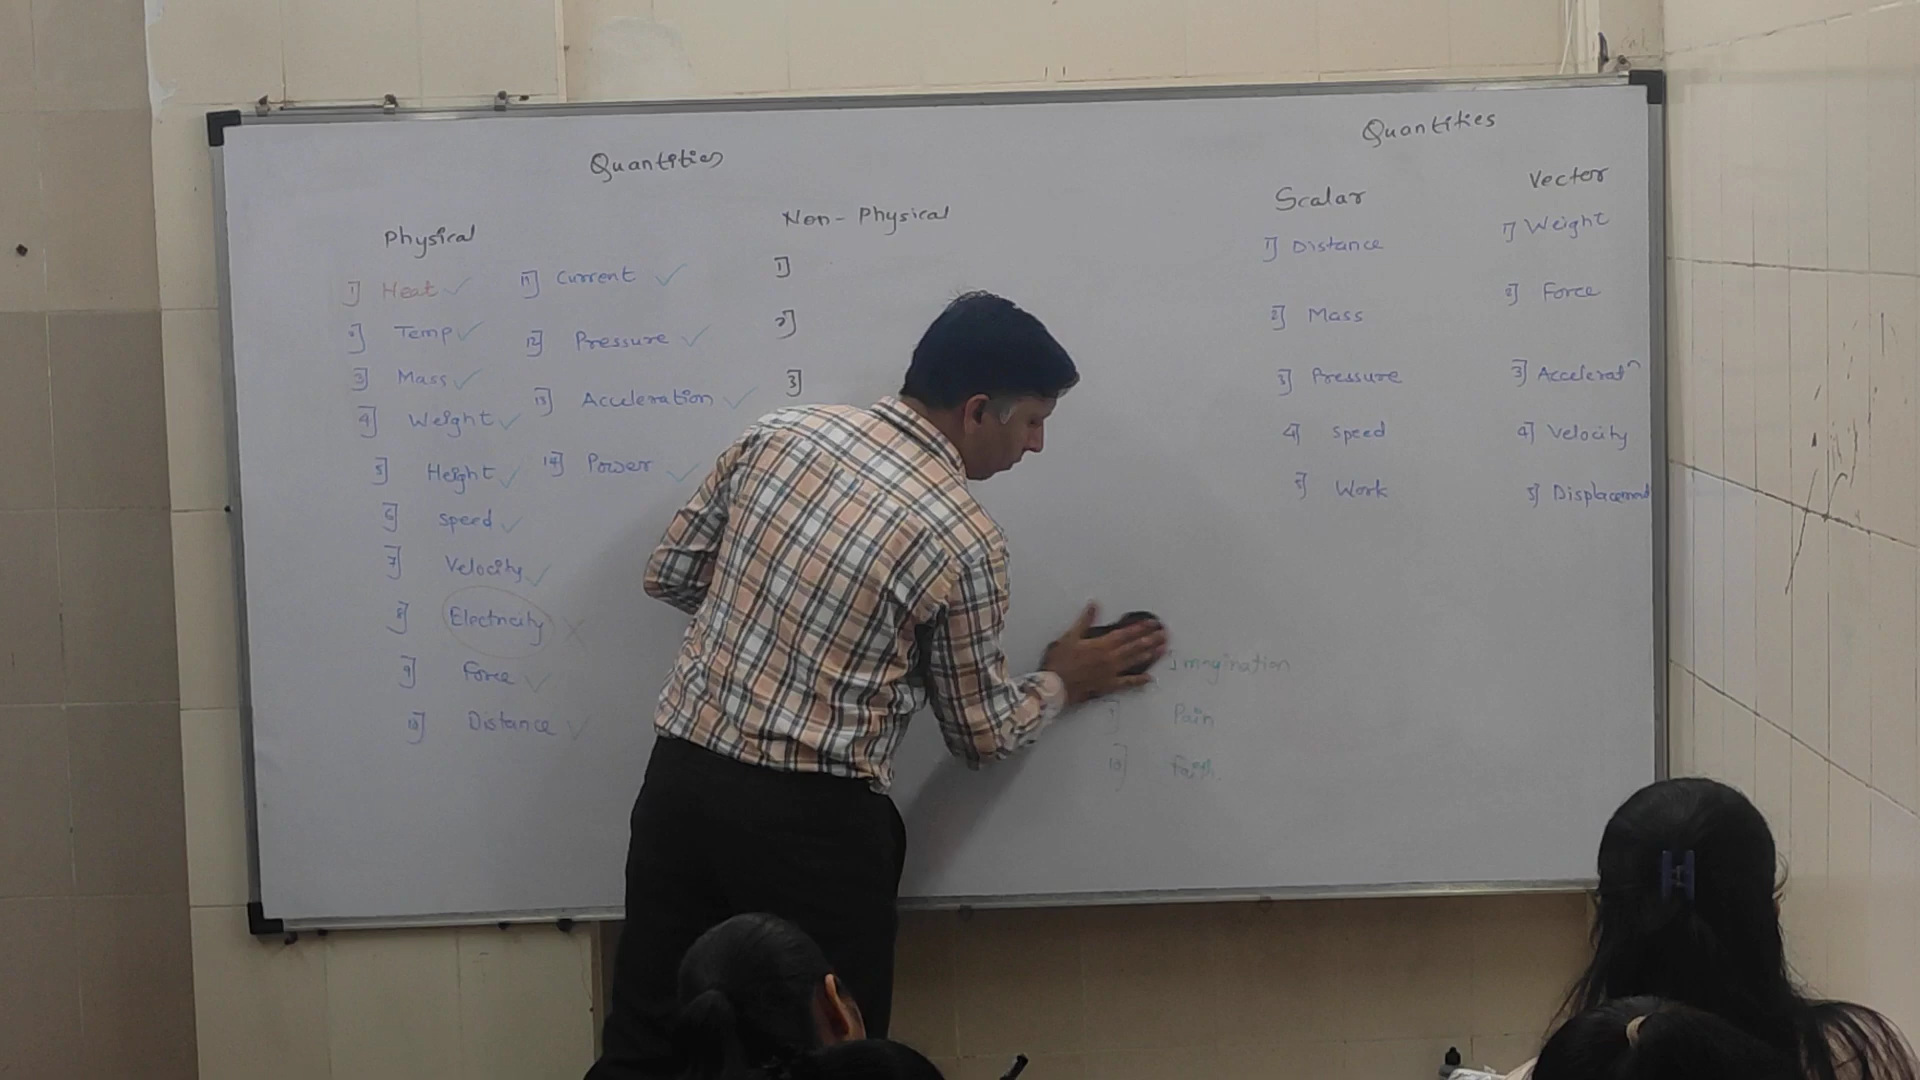 Quantities
Physical
1] Heat ✓
2] Temp ✓
3] Mass ✓
4] Weight ✓
5] Height ✓
6] Speed ✓
7] Velocity ✓
8] Electricity ×
9] Force ✓
10] Distance ✓
11] Current ✓
12] Pressure ✓
13] Acceleration ✓
14] Power ✓
Non-Physical
1]
2]
3]
Imagination
9] Pain
10] Faith
Quantities
Scalar
1] Distance
2] Mass
3] Pressure
4] Speed
5] Work
Vector
1] Weight
2] Force
3] Accelerat^n
4] Velocity
5] Displacement